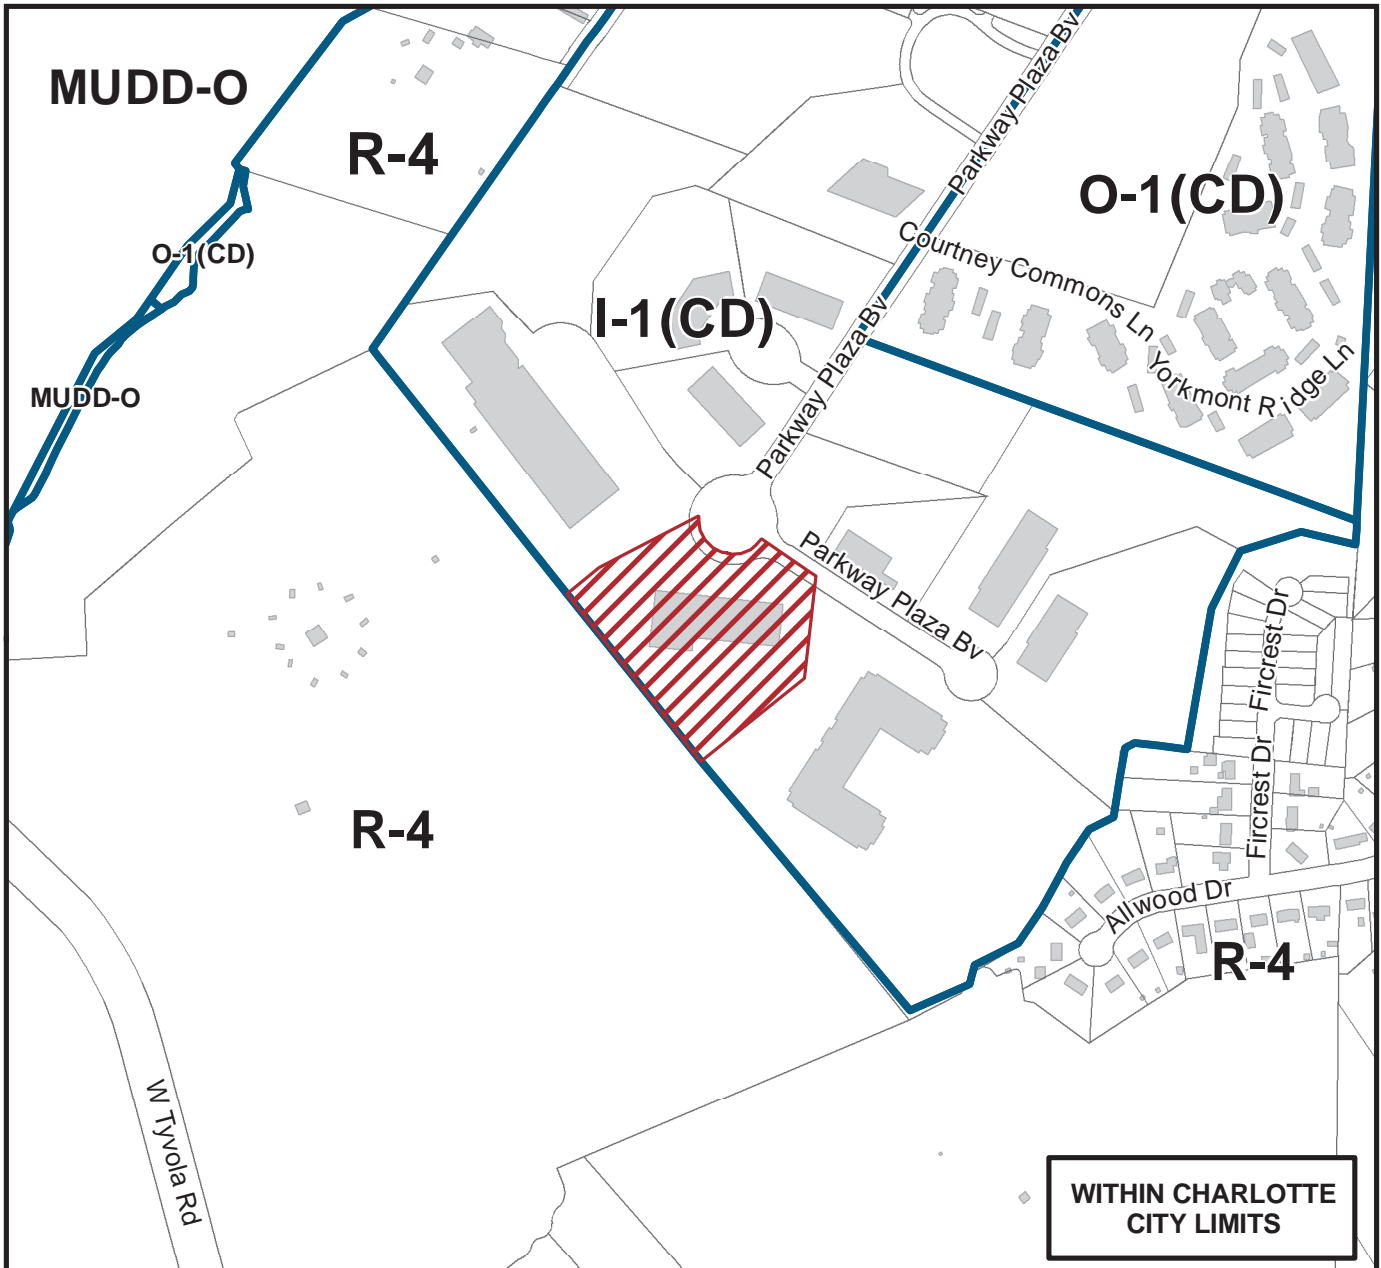 MUDD-O
R-4
Parkway Plaza Bv
O-1(CD)
O-1(CD)
Courtney Commons Ln
I-1(CD)
Parkway Plaza Bv
Yorkmont Ridge Ln
MUDD-O
Parkway Plaza Bv
Fircrest Dr
Fircrest Dr
R-4
Allwood Dr
R-4
W Tyvola Rd
WITHIN CHARLOTTE
CITY LIMITS